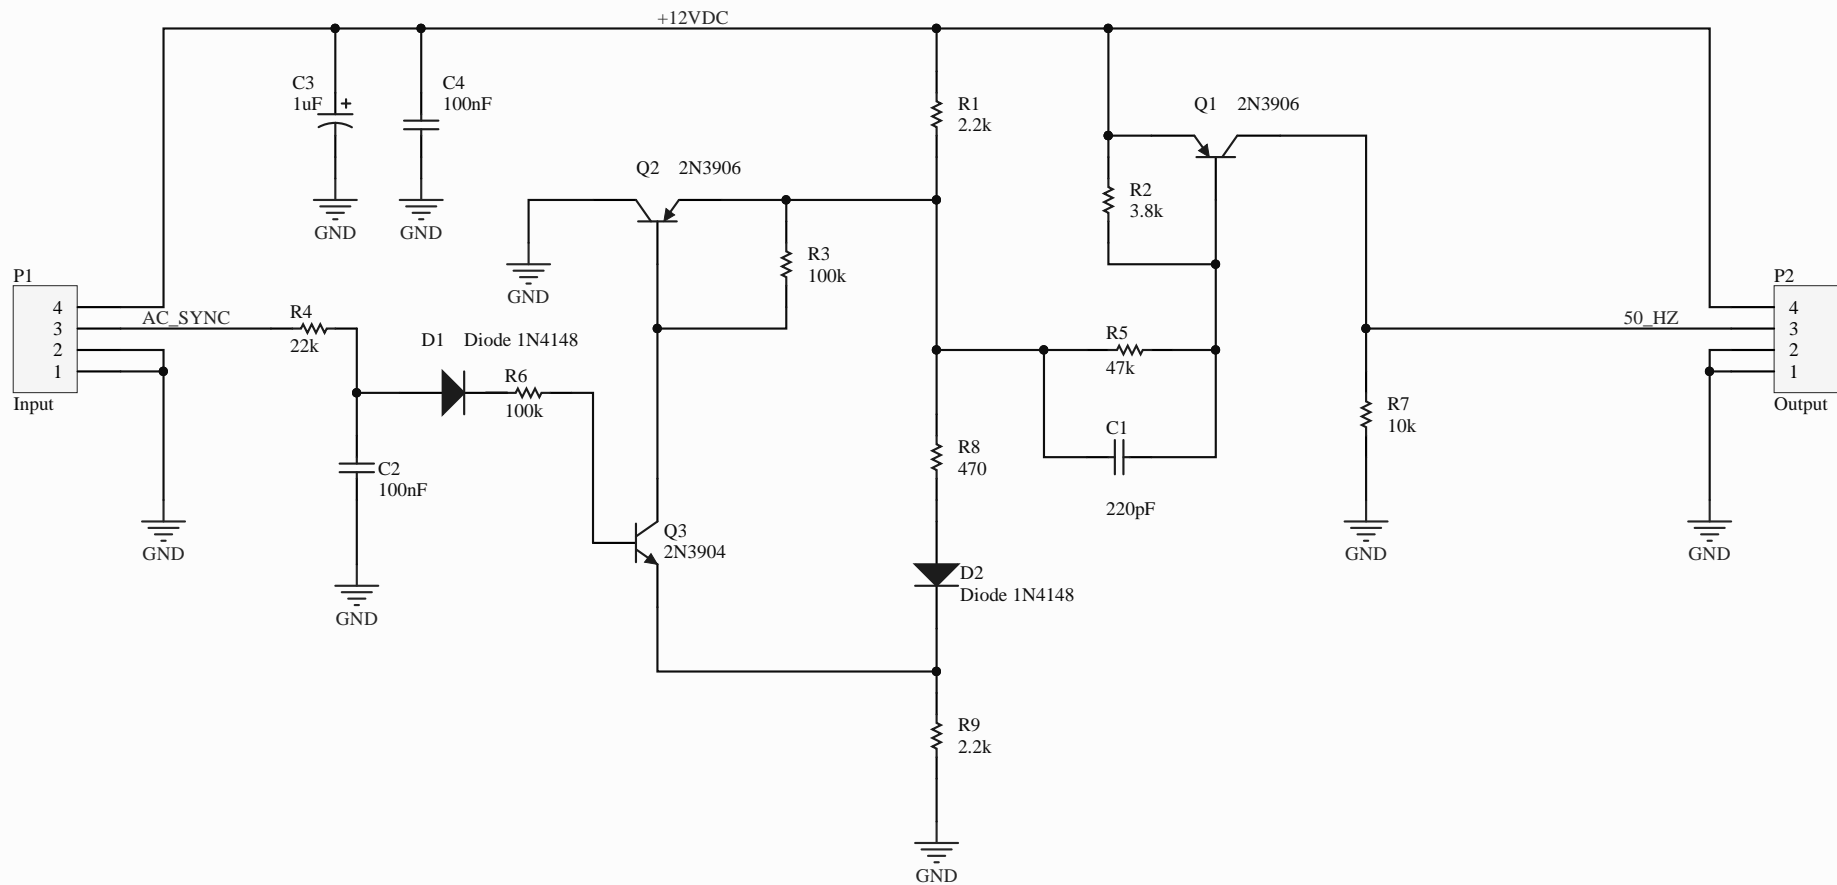 +12VDC
C3
1uF
+
C4
100nF
GND
GND
R1
2.2k
Q1 2N3906
Q2 2N3906
R2
3.8k
R3
100k
GND
P1
4
3
2
1
Input
AC_SYNC
R4
22k
D1 Diode 1N4148
R6
100k
C2
100nF
GND
GND
Q3
2N3904
R5
47k
C1
220pF
R8
470
D2
Diode 1N4148
R9
2.2k
GND
50_HZ
R7
10k
GND
P2
4
3
2
1
Output
GND